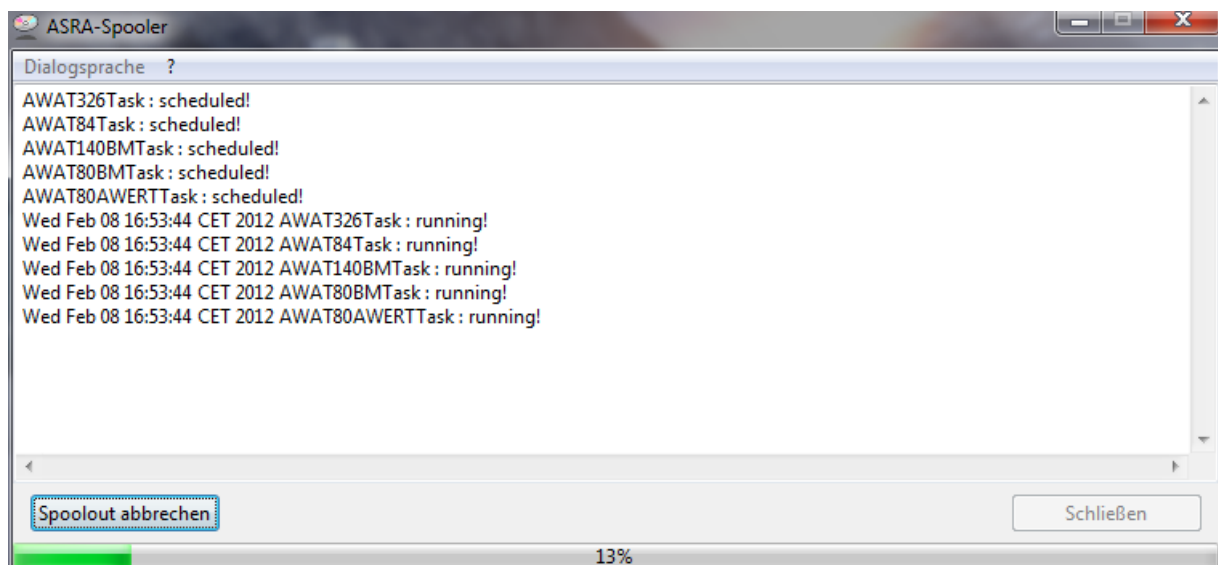 ASRA-Spooler
Dialogsprache ?
AWAT326Task : scheduled!
AWAT84Task : scheduled!
AWAT140BMTask : scheduled!
AWAT80BMTask : scheduled!
AWAT80AWERTTask : scheduled!
Wed Feb 08 16:53:44 CET 2012 AWAT326Task : running!
Wed Feb 08 16:53:44 CET 2012 AWAT84Task : running!
Wed Feb 08 16:53:44 CET 2012 AWAT140BMTask : running!
Wed Feb 08 16:53:44 CET 2012 AWAT80BMTask : running!
Wed Feb 08 16:53:44 CET 2012 AWAT80AWERTTask : running!
Spoolout abbrechen Schließen
13%